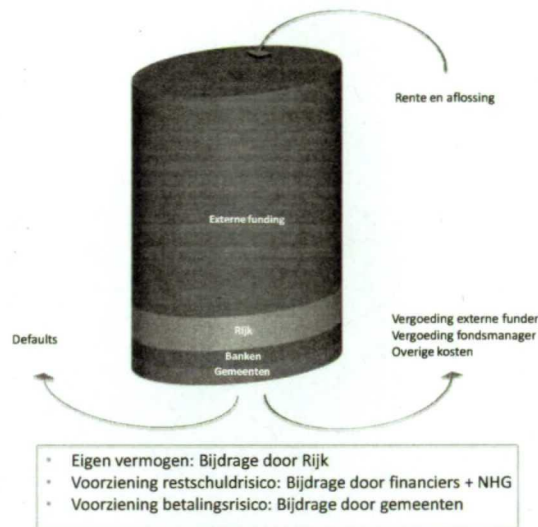 Rente en aflossing
Externe funding
Rijk
Banken
Gemeenten
Defaults
Vergoeding externe funder
Vergoeding fondsmanager
Overige kosten
Eigen vermogen: Bijdrage door Rijk
Voorziening restschuldrisico: Bijdrage door financiers + NHG
Voorziening betalingsrisico: Bijdrage door gemeenten